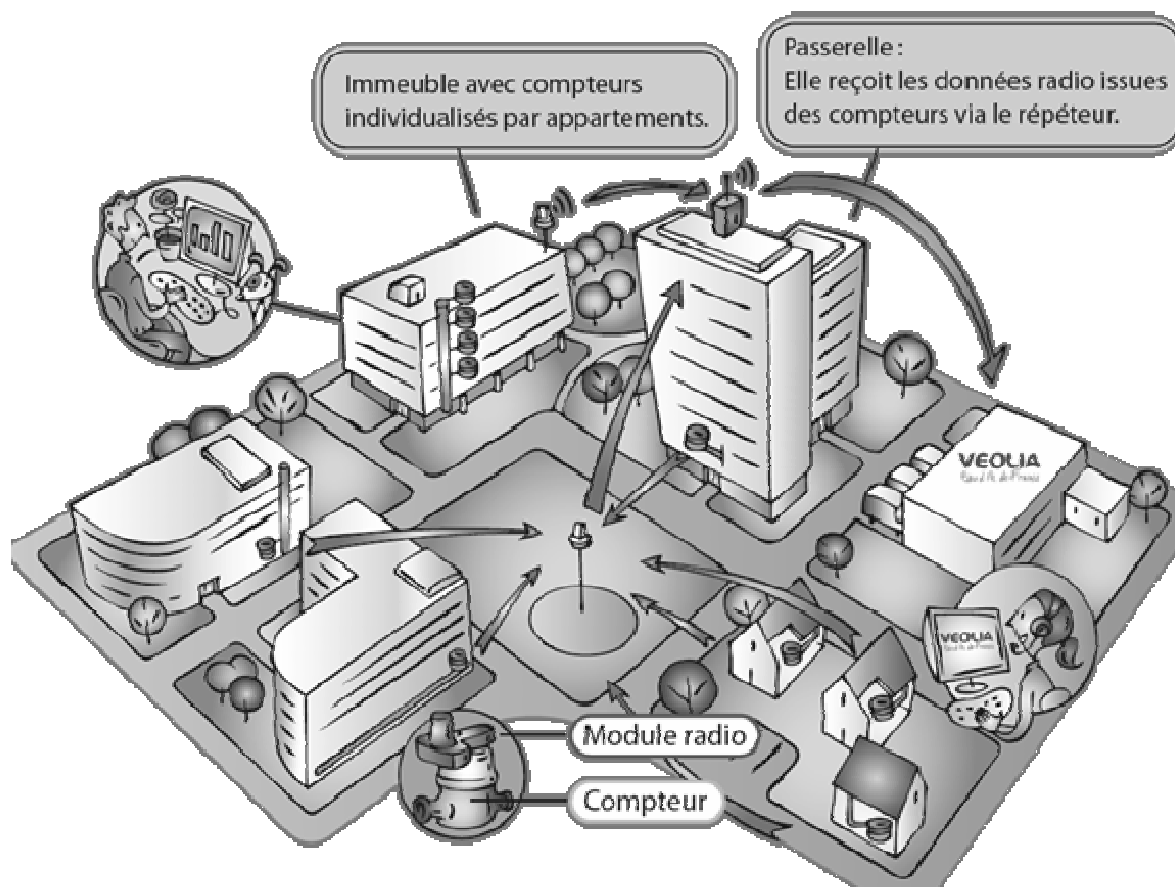 Immeuble avec compteurs
individualisés par appartements.
Passerelle :
Elle reçoit les données radio issues
des compteurs via le répéteur.
VEOLIA
VEOLIA
Module radio
Compteur